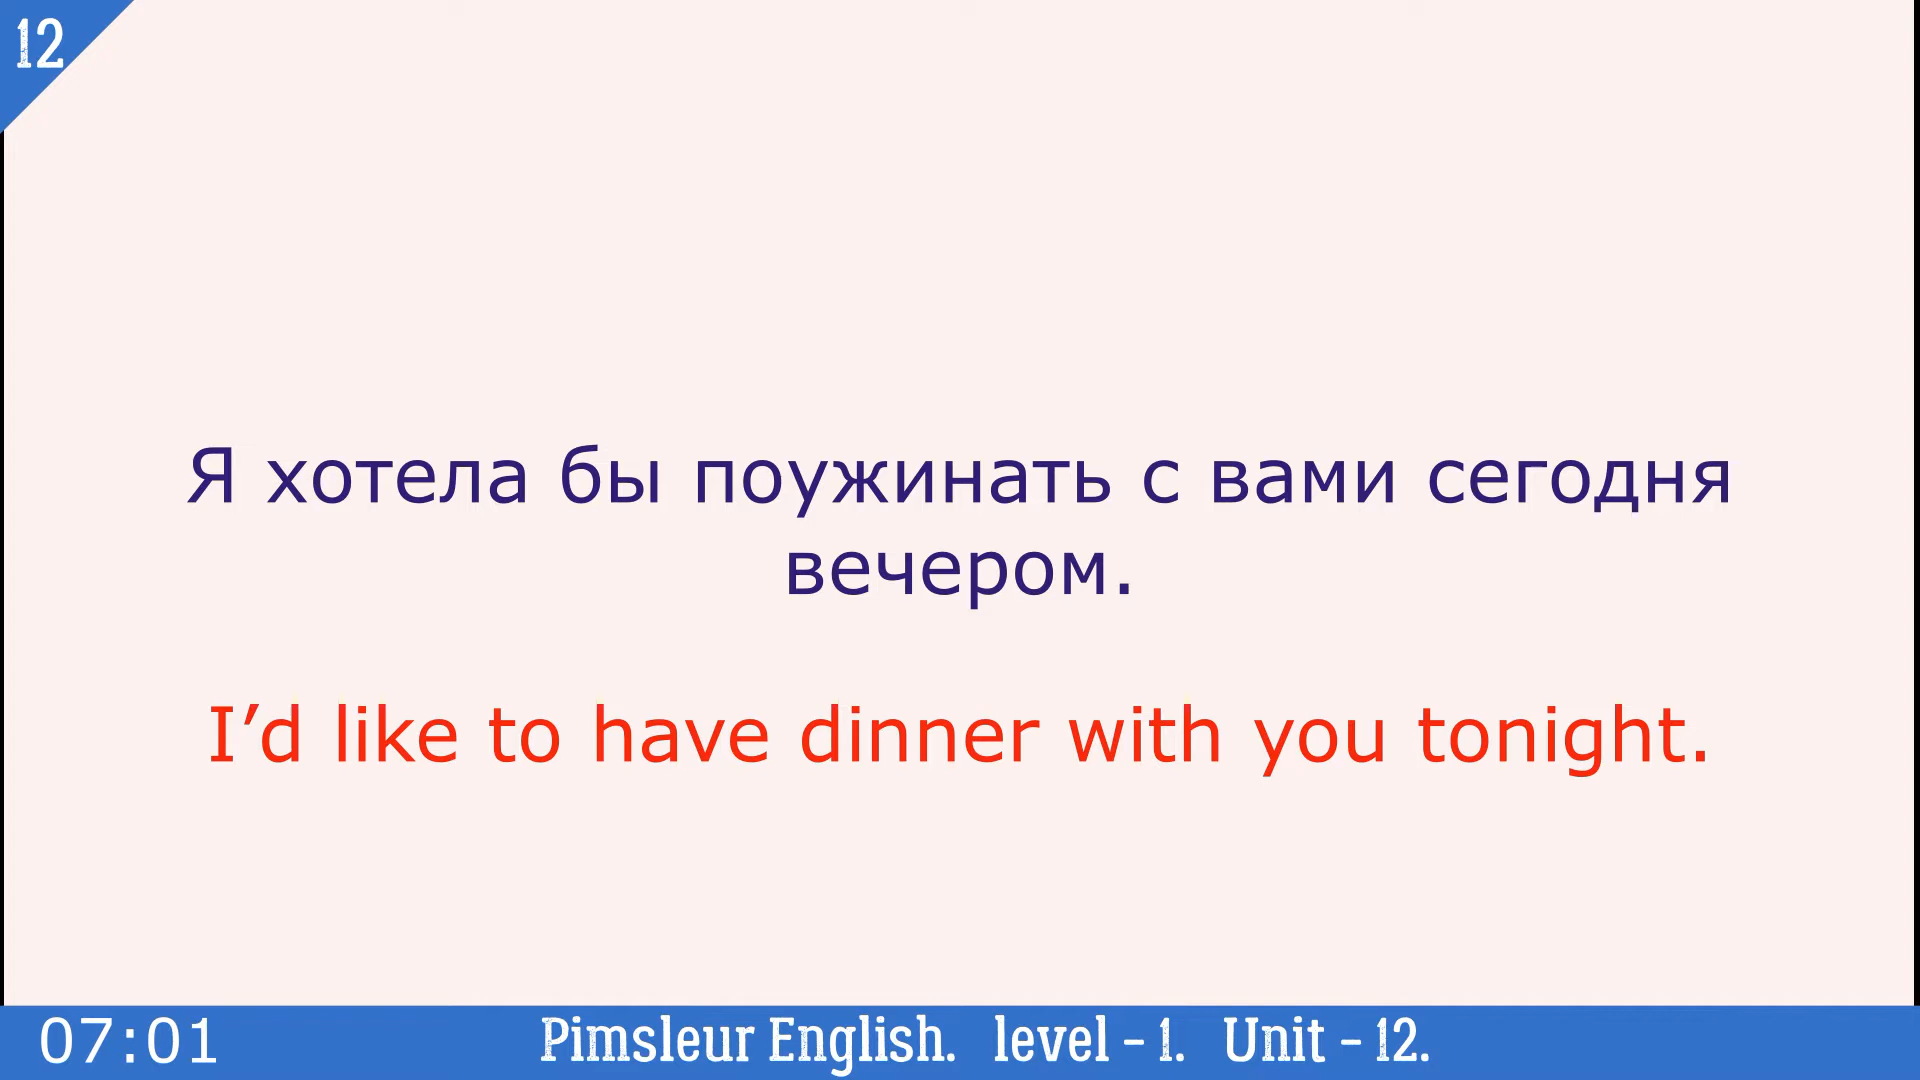 12
Я хотела бы поужинать с вами сегодня
вечером.
I’d like to have dinner with you tonight.
07:01 Pimsleur English. level – 1. Unit – 12.